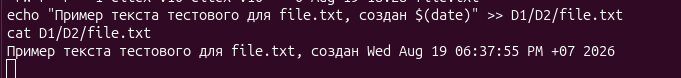 echo "Пример текста тестового для file.txt, создан $(date)" >> D1/D2/file.txt
cat D1/D2/file.txt
Пример текста тестового для file.txt, создан Wed Aug 19 06:37:55 PM +07 2026